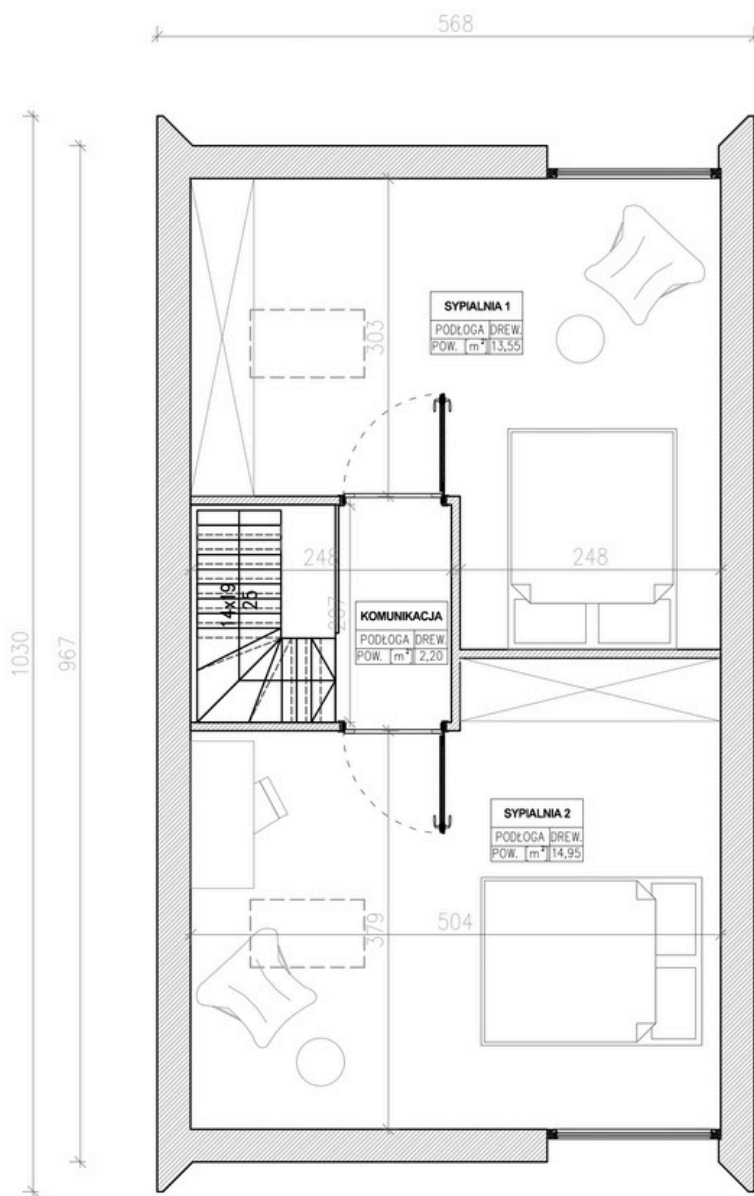 568
1030
967
SYPIALNIA 1
PODŁOGA DREW.
POW. [m²] 13,55
303
248
248
14x19
25
207
KOMUNIKACJA
PODŁOGA DREW.
POW. [m²] 2,20
SYPIALNIA 2
PODŁOGA DREW.
POW. [m²] 14,95
504
379